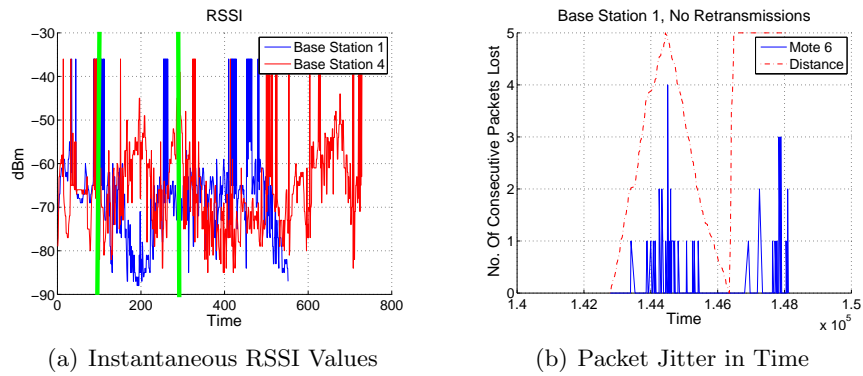 RSSI
-30
-40
-50
-60
-70
-80
-90
dBm
0
200
400
600
800
Time
Base Station 1
Base Station 4
(a) Instantaneous RSSI Values
Base Station 1, No Retransmissions
5
4
3
2
1
0
No. Of Consecutive Packets Lost
1.4
1.42
1.44
1.46
1.48
1.5
x 10^5
Time
Mote 6
Distance
(b) Packet Jitter in Time